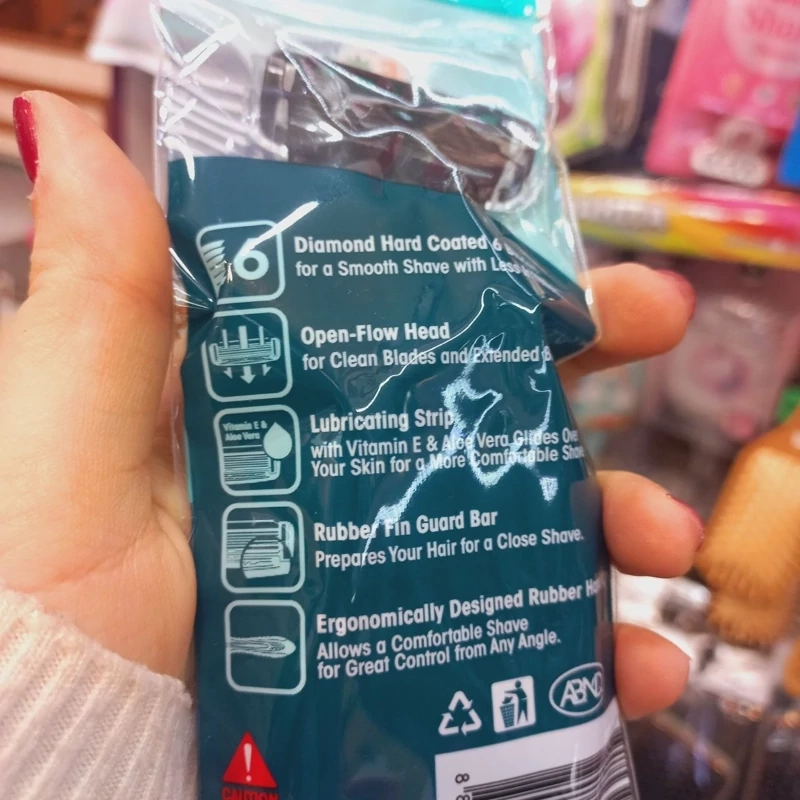 6
Diamond Hard Coated 6
for a Smooth Shave with Less
Open-Flow Head
for Clean Blades and Extended
Vitamin E &
Aloe Vera
Lubricating Strip
with Vitamin E & Aloe Vera Glides Over
Your Skin for a More Comfortable Shave
Rubber Fin Guard Bar
Prepares Your Hair for a Close Shave.
Ergonomically Designed Rubber
Allows a Comfortable Shave
for Great Control from Any Angle.
ABND
CAUTION
8